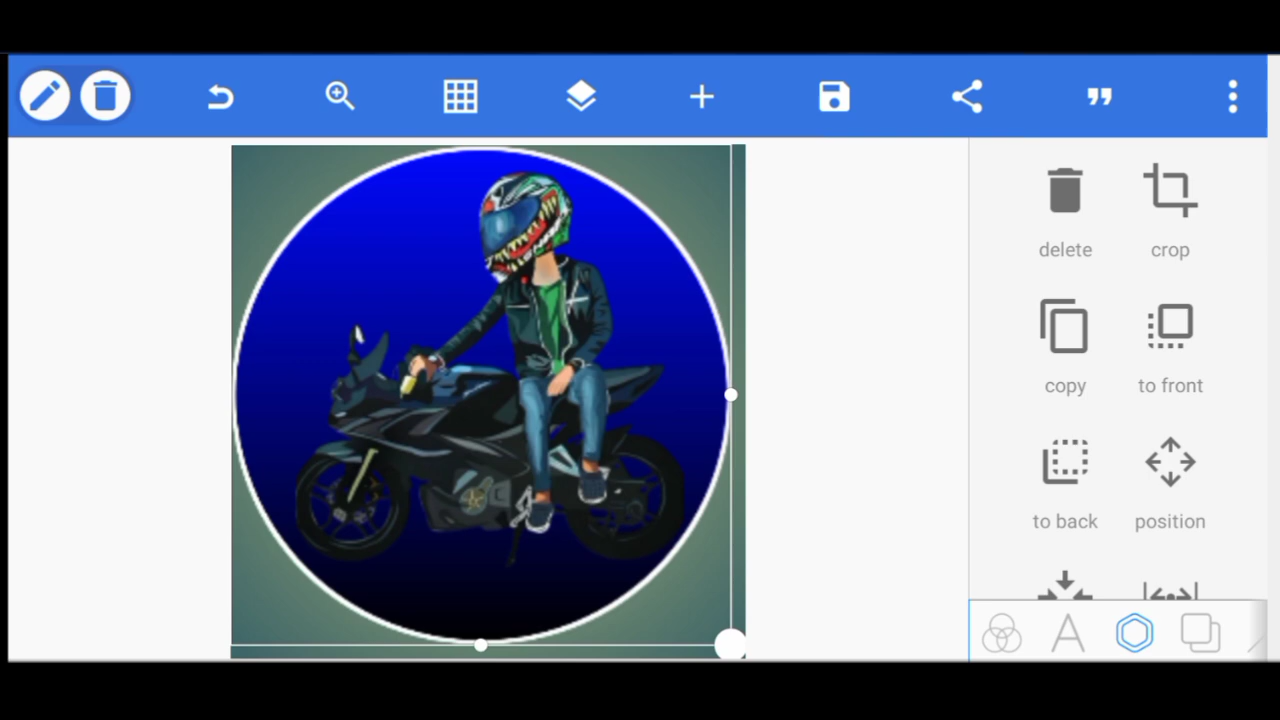 delete
crop
copy
to front
to back
position